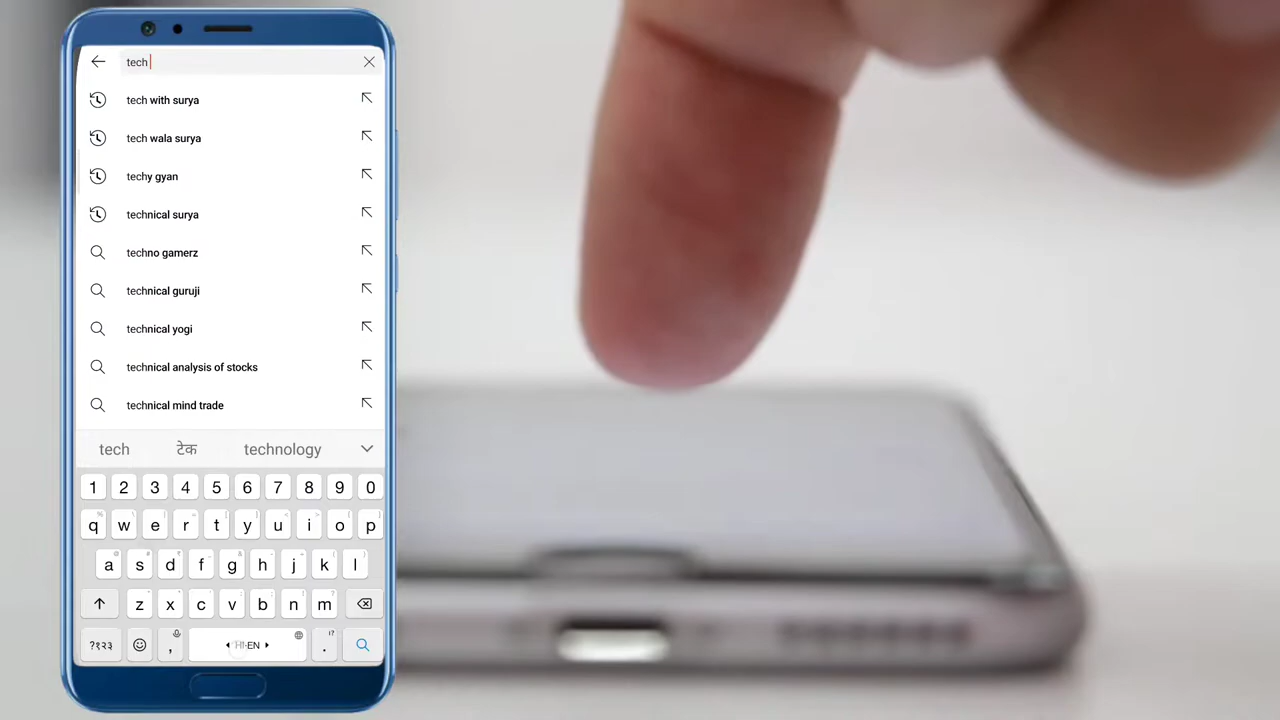 tech
tech with surya
tech wala surya
techy gyan
technical surya
techno gamerz
technical guruji
technical yogi
technical analysis of stocks
technical mind trade
tech टेक technology
1 2 3 4 5 6 7 8 9 0
q w e r t y u i o p
a s d f g h j k l
z x c v b n m
?१२३ , HI-EN .